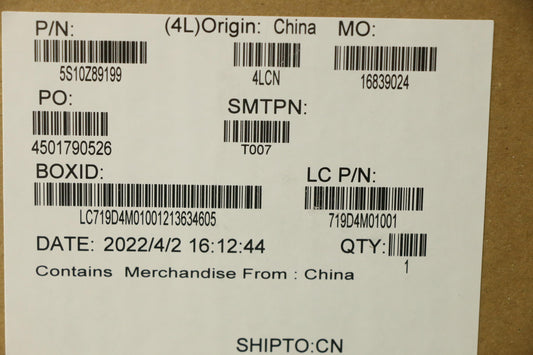 P/N: (4L)Origin: China MO:
5S10Z89199 4LCN 16839024
PO: SMTPN:
4501790526 T007
BOXID: LC P/N:
LC719D4M01001213634605 719D4M01001
DATE: 2022/4/2 16:12:44 QTY:
1
Contains Merchandise From : China
SHIPTO:CN